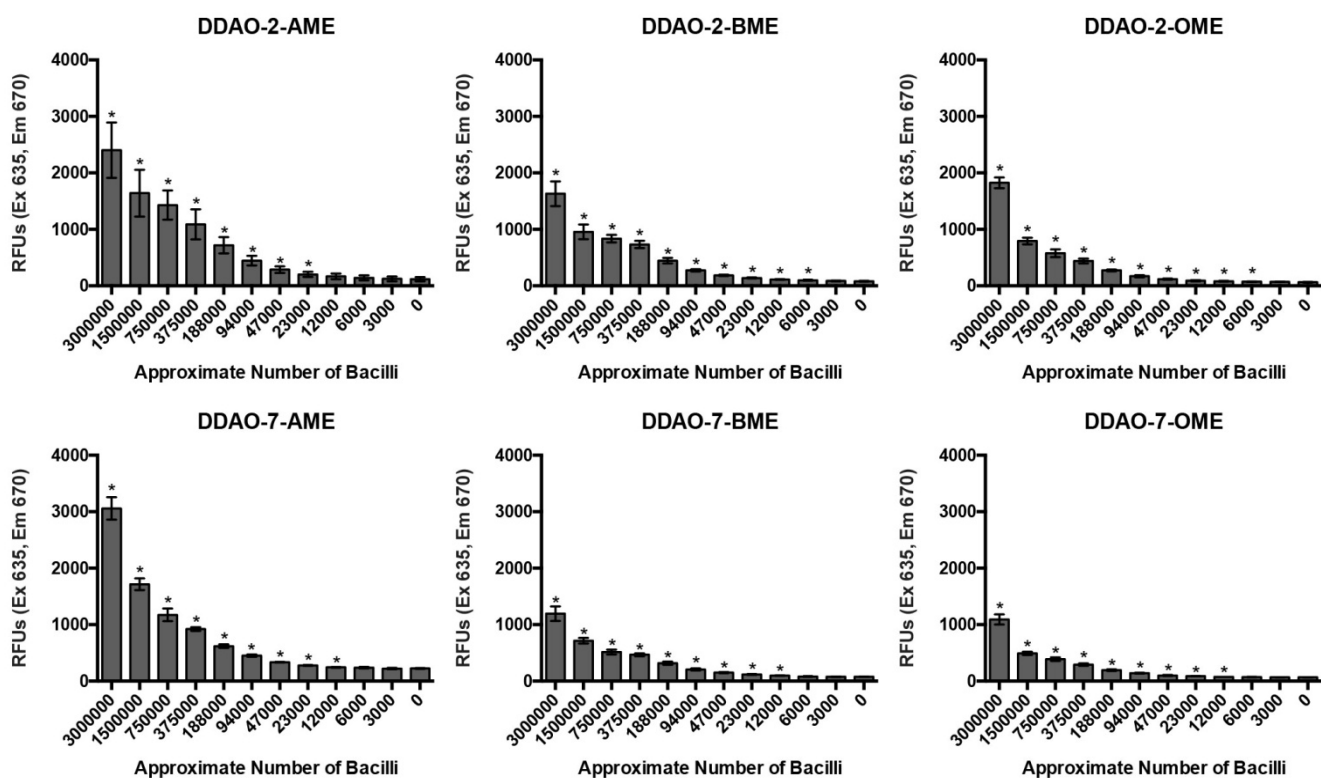 DDAO-2-AME
RFUs (Ex 635, Em 670)
4000
3000
2000
1000
0
* * * * * * * *
3000000 1500000 750000 375000 188000 94000 47000 23000 12000 6000 3000 0
Approximate Number of Bacilli
DDAO-2-BME
RFUs (Ex 635, Em 670)
4000
3000
2000
1000
0
* * * * * * * * * *
3000000 1500000 750000 375000 188000 94000 47000 23000 12000 6000 3000 0
Approximate Number of Bacilli
DDAO-2-OME
RFUs (Ex 635, Em 670)
4000
3000
2000
1000
0
* * * * * * * * * *
3000000 1500000 750000 375000 188000 94000 47000 23000 12000 6000 3000 0
Approximate Number of Bacilli
DDAO-7-AME
RFUs (Ex 635, Em 670)
4000
3000
2000
1000
0
* * * * * * * * *
3000000 1500000 750000 375000 188000 94000 47000 23000 12000 6000 3000 0
Approximate Number of Bacilli
DDAO-7-BME
RFUs (Ex 635, Em 670)
4000
3000
2000
1000
0
* * * * * * * * *
3000000 1500000 750000 375000 188000 94000 47000 23000 12000 6000 3000 0
Approximate Number of Bacilli
DDAO-7-OME
RFUs (Ex 635, Em 670)
4000
3000
2000
1000
0
* * * * * * * * *
3000000 1500000 750000 375000 188000 94000 47000 23000 12000 6000 3000 0
Approximate Number of Bacilli